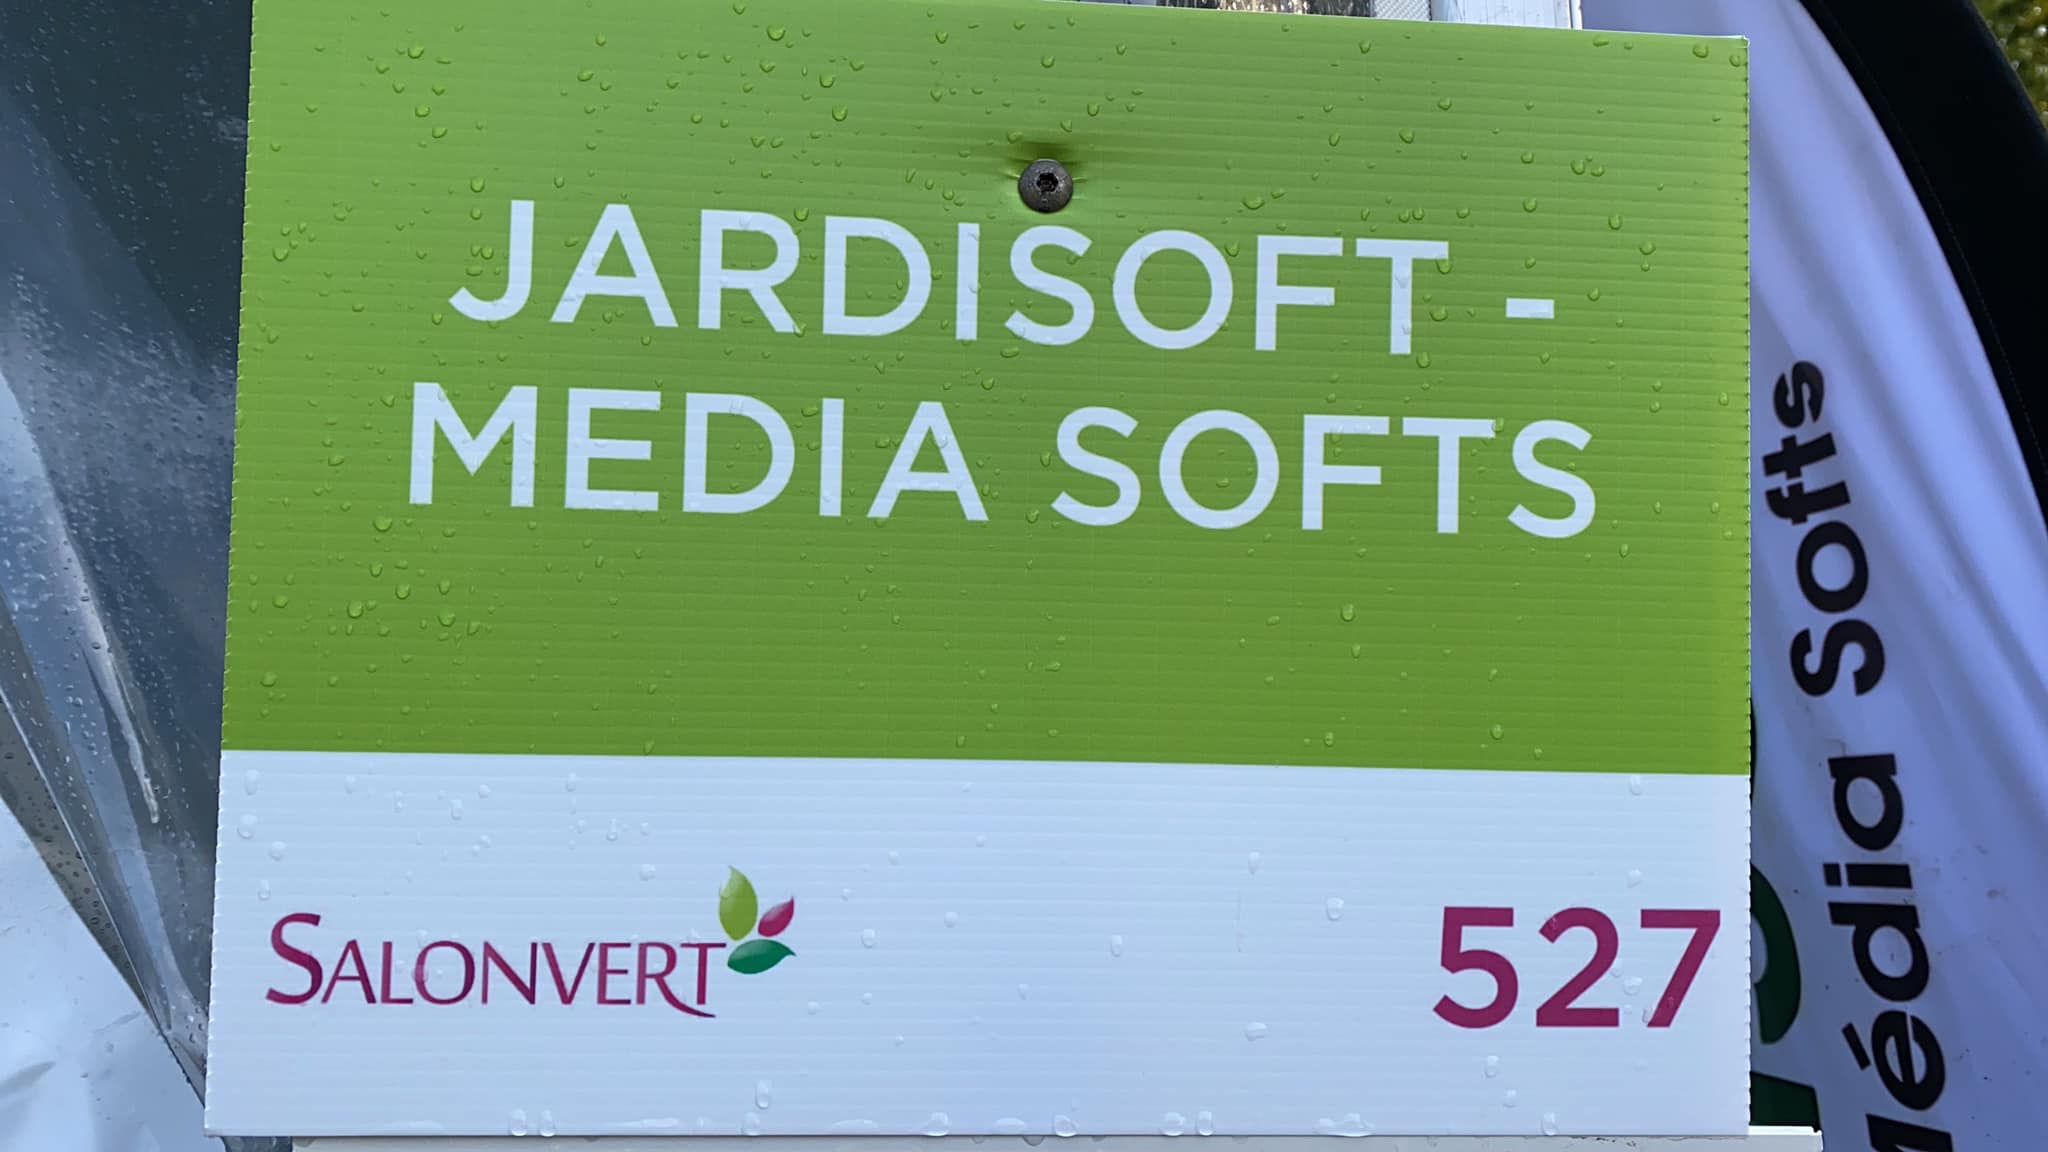 JARDISOFT -
MEDIA SOFTS
SALONVERT
527
Média Softs